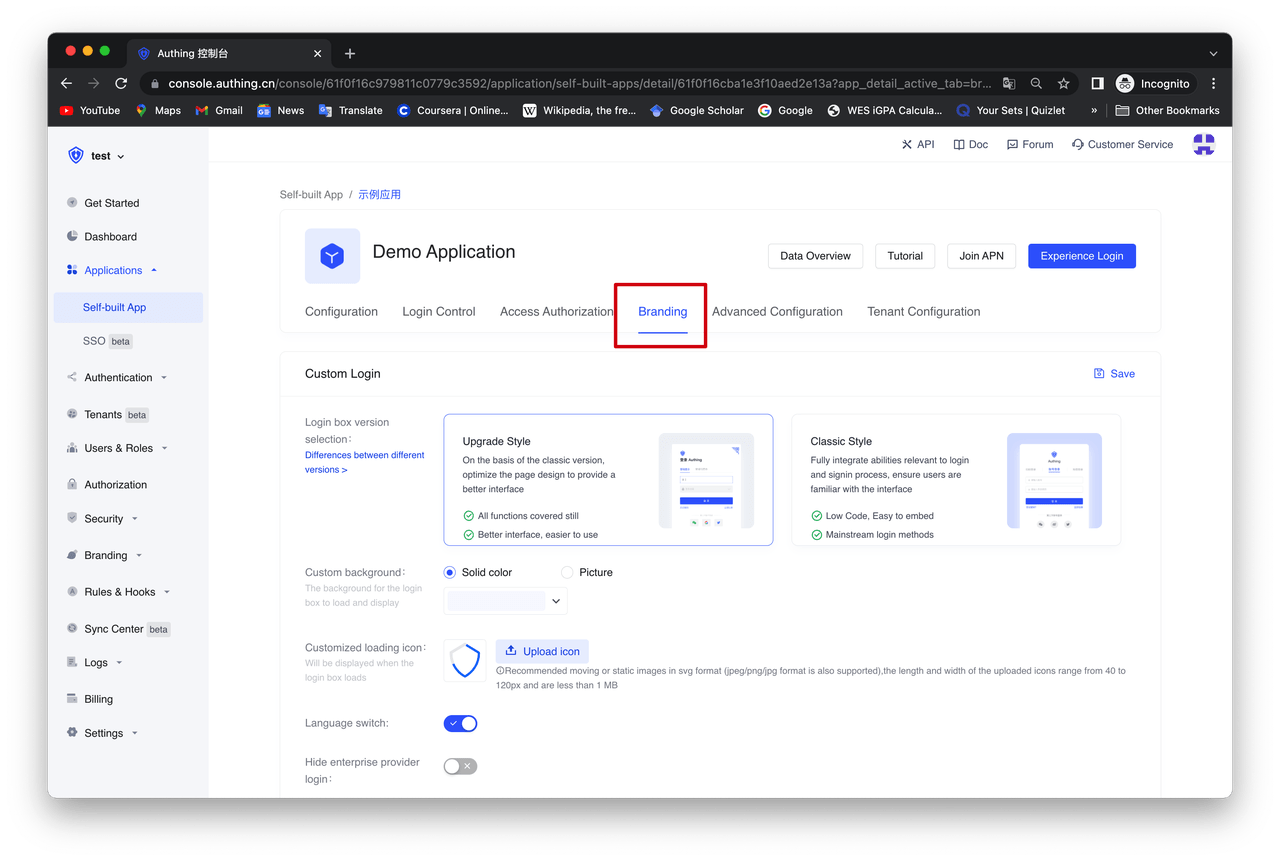 Authing 控制台
console.authing.cn/console/61f0f16c979811c0779c3592/application/self-built-apps/detail/61f0f16cba1e3f10aed2e13a?app_detail_active_tab=br...
Incognito
YouTube
Maps
Gmail
News
Translate
Coursera | Online...
Wikipedia, the fre...
Google Scholar
Google
WES iGPA Calcula...
Your Sets | Quizlet
»
Other Bookmarks
test
API
Doc
Forum
Customer Service
Get Started
Dashboard
Applications
Self-built App
SSO beta
Authentication
Tenants beta
Users & Roles
Authorization
Security
Branding
Rules & Hooks
Sync Center beta
Logs
Billing
Settings
Self-built App / 示例应用
Demo Application
Data Overview
Tutorial
Join APN
Experience Login
Configuration
Login Control
Access Authorization
Branding
Advanced Configuration
Tenant Configuration
Custom Login
Save
Login box version
selection:
Differences between different
versions >
Upgrade Style
On the basis of the classic version,
optimize the page design to provide a
better interface
All functions covered still
Better interface, easier to use
Classic Style
Fully integrate abilities relevant to login
and signin process, ensure users are
familiar with the interface
Low Code, Easy to embed
Mainstream login methods
Custom background:
The background for the login
box to load and display
Solid color
Picture
Customized loading icon:
Will be displayed when the
login box loads
Upload icon
Recommended moving or static images in svg format (jpeg/png/jpg format is also supported),the length and width of the uploaded icons range from 40 to
120px and are less than 1 MB
Language switch:
Hide enterprise provider
login: